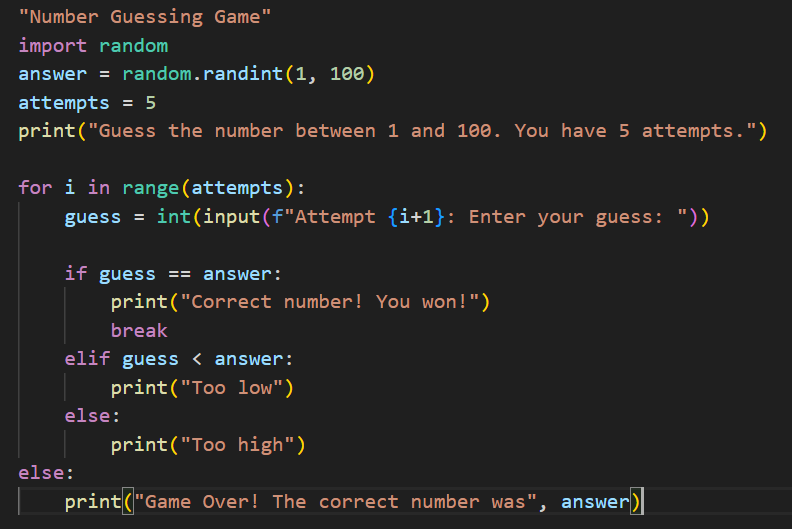 "Number Guessing Game"
import random
answer = random.randint(1, 100)
attempts = 5
print("Guess the number between 1 and 100. You have 5 attempts.")

for i in range(attempts):
    guess = int(input(f"Attempt {i+1}: Enter your guess: "))

    if guess == answer:
        print("Correct number! You won!")
        break
    elif guess < answer:
        print("Too low")
    else:
        print("Too high")
else:
    print("Game Over! The correct number was", answer)